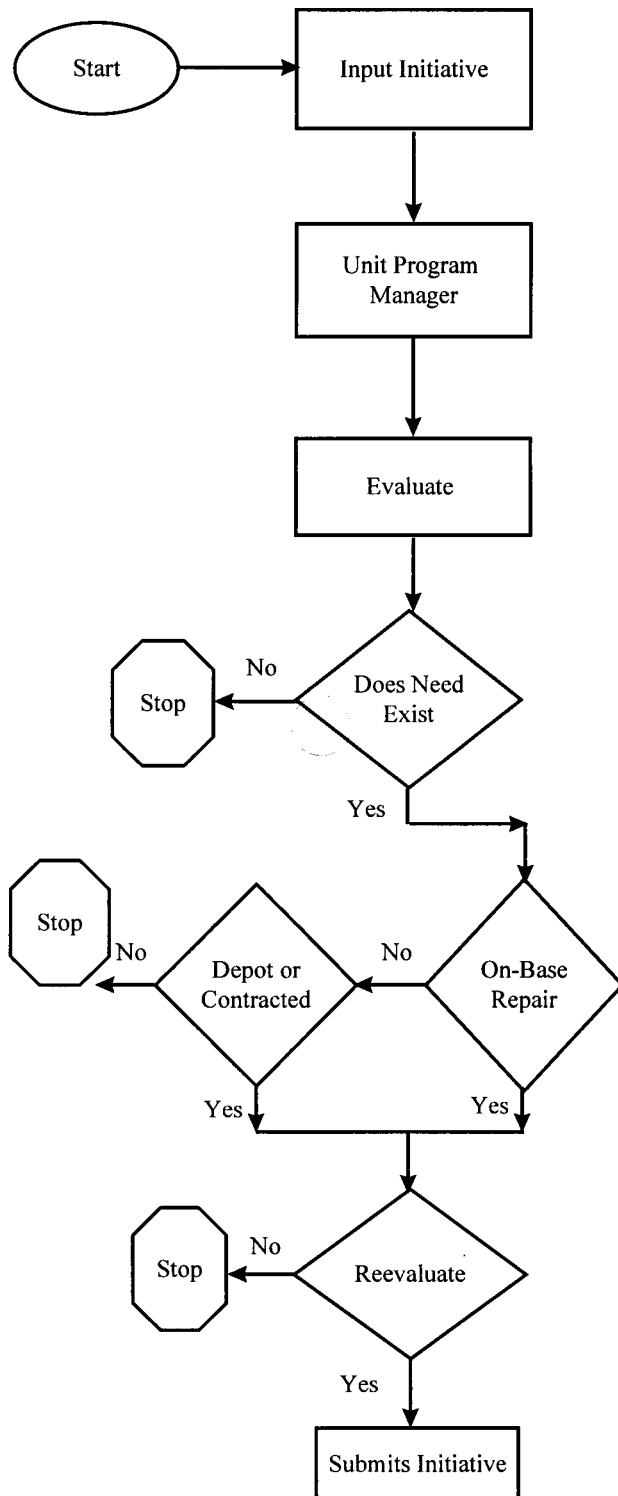 Start
Input Initiative
Unit Program
Manager
Evaluate
Does Need
Exist
No
Stop
Yes
On-Base
Repair
No
Depot or
Contracted
No
Stop
Yes
Yes
Reevaluate
No
Stop
Yes
Submits Initiative